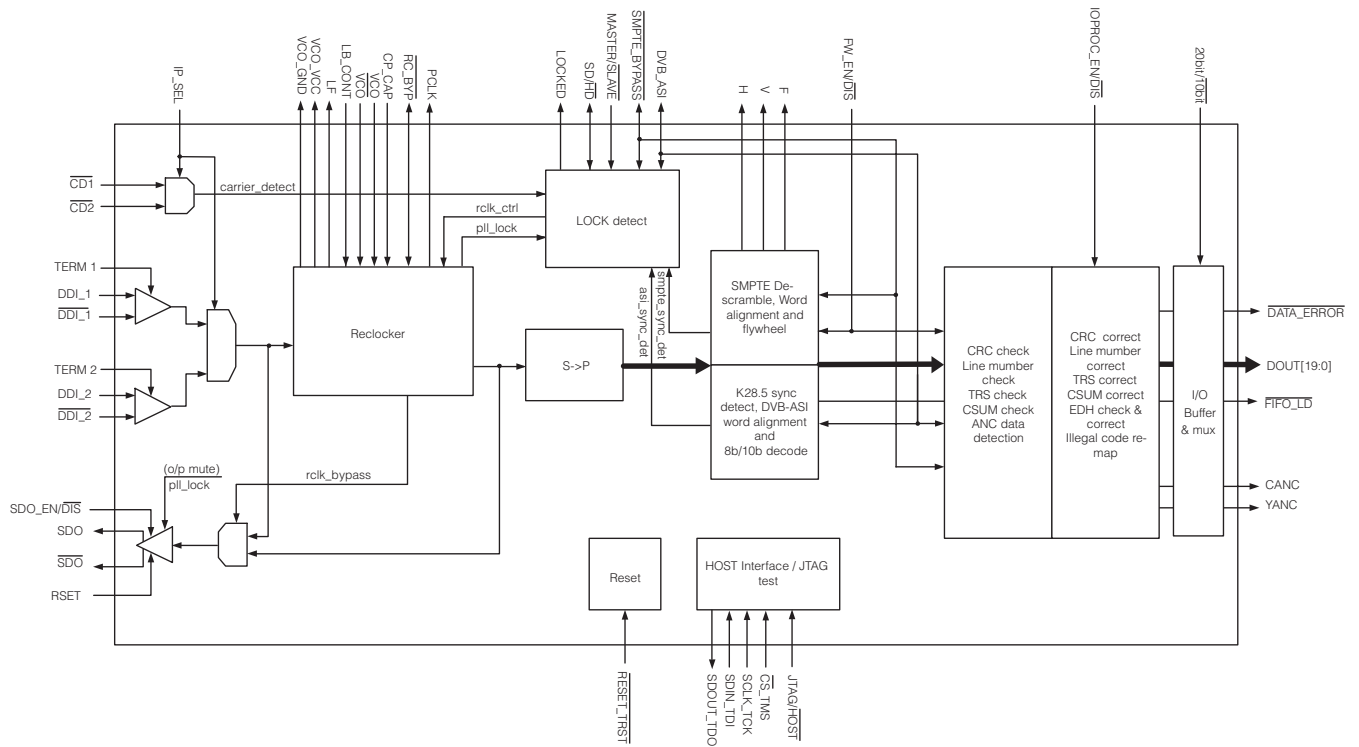 IP_SEL
VCO_GND
VCO_VCC
LF
LB_CONT
VCO
VCO
CP_CAP
RC_BYP
PCLK
LOCKED
SD/HD
MASTER/SLAVE
SMPTE_BYPASS
DVB_ASI
H
V
F
FW_EN/DIS
IOPROC_EN/DIS
20bit/10bit
CD1
CD2
carrier_detect
rclk_ctrl
pll_lock
LOCK detect
TERM 1
DDI_1
DDI_1
TERM 2
DDI_2
DDI_2
Reclocker
S->P
asi_sync_det
smpte_sync_det
SMPTE De-
scramble, Word
alignment and
flywheel
K28.5 sync
detect, DVB-ASI
word alignment
and
8b/10b decode
CRC check
Line number
check
TRS check
CSUM check
ANC data
detection
CRC correct
Line mumber
correct
TRS correct
CSUM correct
EDH check &
correct
Illegal code re-
map
I/O
Buffer
& mux
DATA_ERROR
DOUT[19:0]
FIFO_LD
CANC
YANC
rclk_bypass
(o/p mute)
pll_lock
SDO_EN/DIS
SDO
SDO
RSET
Reset
HOST Interface / JTAG
test
RESET_TRST
SDOUT_TDO
SDIN_TDI
SCLK_TCK
CS_TMS
JTAG/HOST